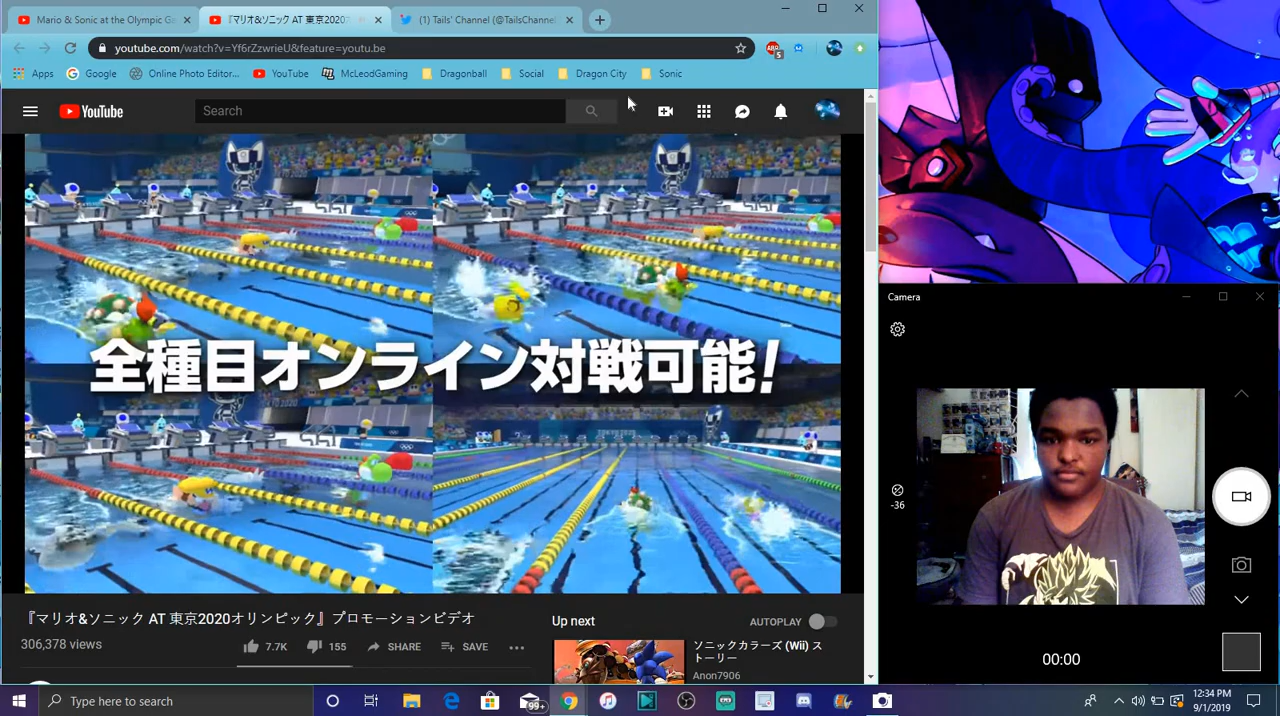 Mario & Sonic at the Olympic Ga
『マリオ&ソニック AT 東京2020オ
(1) Tails' Channel (@TailsChannel
youtube.com/watch?v=Yf6rZzwrieU&feature=youtu.be
5
Apps
Google
Online Photo Editor...
YouTube
McLeodGaming
Dragonball
Social
Dragon City
Sonic
YouTube
Search
全種目オンライン対戦可能!
TOKYO 2020
『マリオ&ソニック AT 東京2020オリンピック』プロモーションビデオ
306,378 views
7.7K
155
SHARE
SAVE
Up next
AUTOPLAY
ソニックカラーズ (Wii) ス
トーリー
Anon7906
Camera
-36
00:00
Type here to search
99+
12:34 PM
9/1/2019